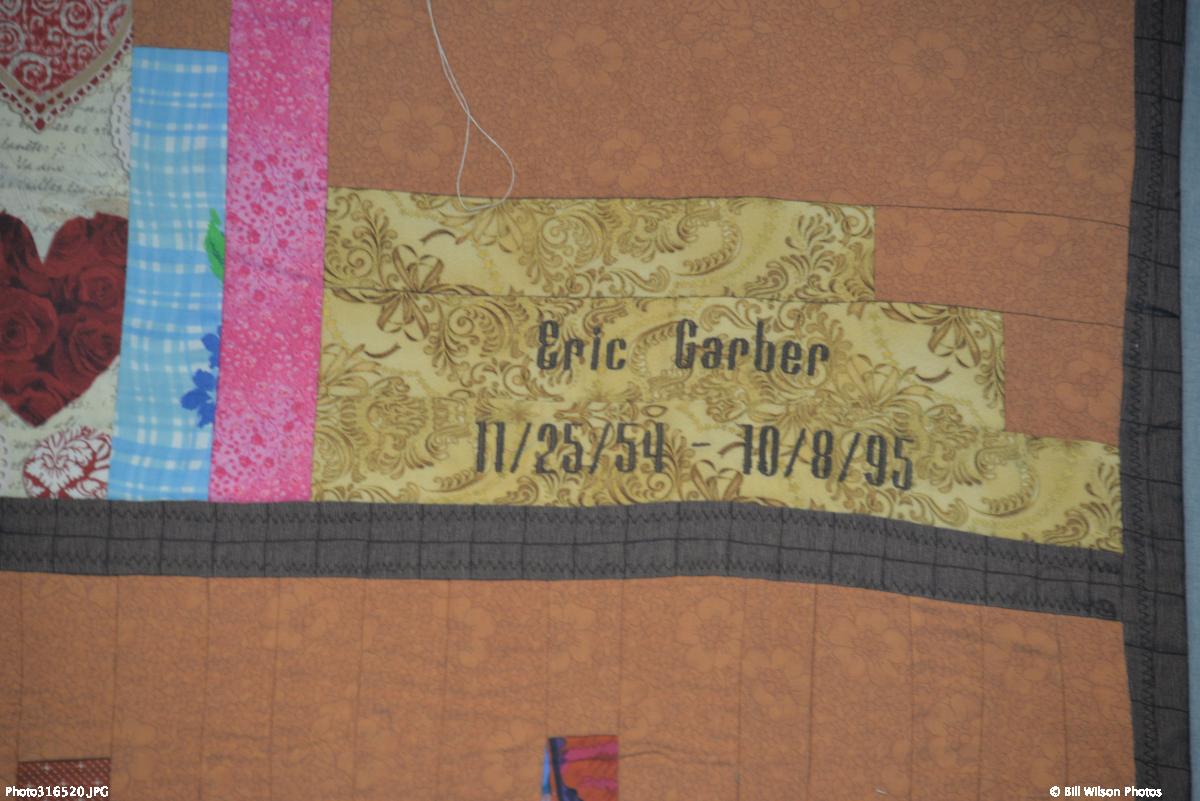 Eric Garber
11/25/54 - 10/8/95
Photo316520.JPG
© Bill Wilson Photos